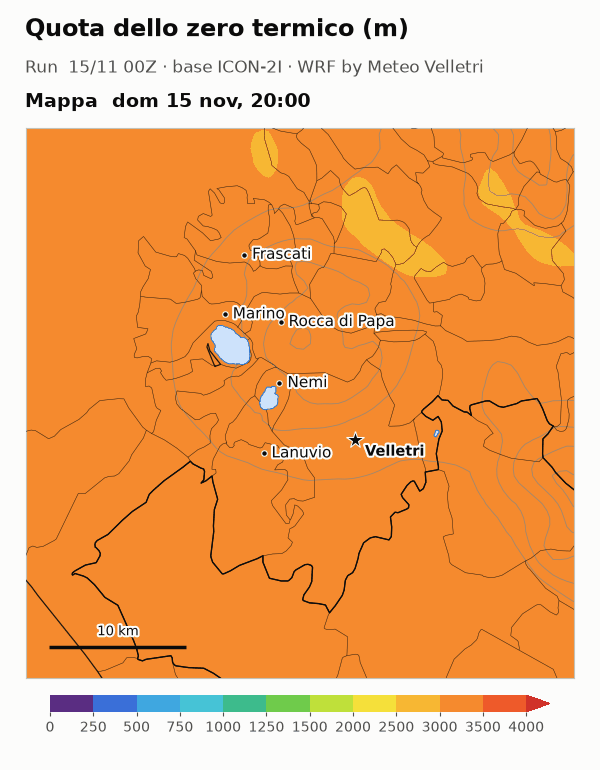 Quota dello zero termico (m)
Run 15/11 00Z · base ICON-2I · WRF by Meteo Velletri
Mappa dom 15 nov, 20:00
Frascati
Marino
Rocca di Papa
Nemi
Velletri
Lanuvio
10 km
0 250 500 750 1000 1250 1500 2000 2500 3000 3500 4000